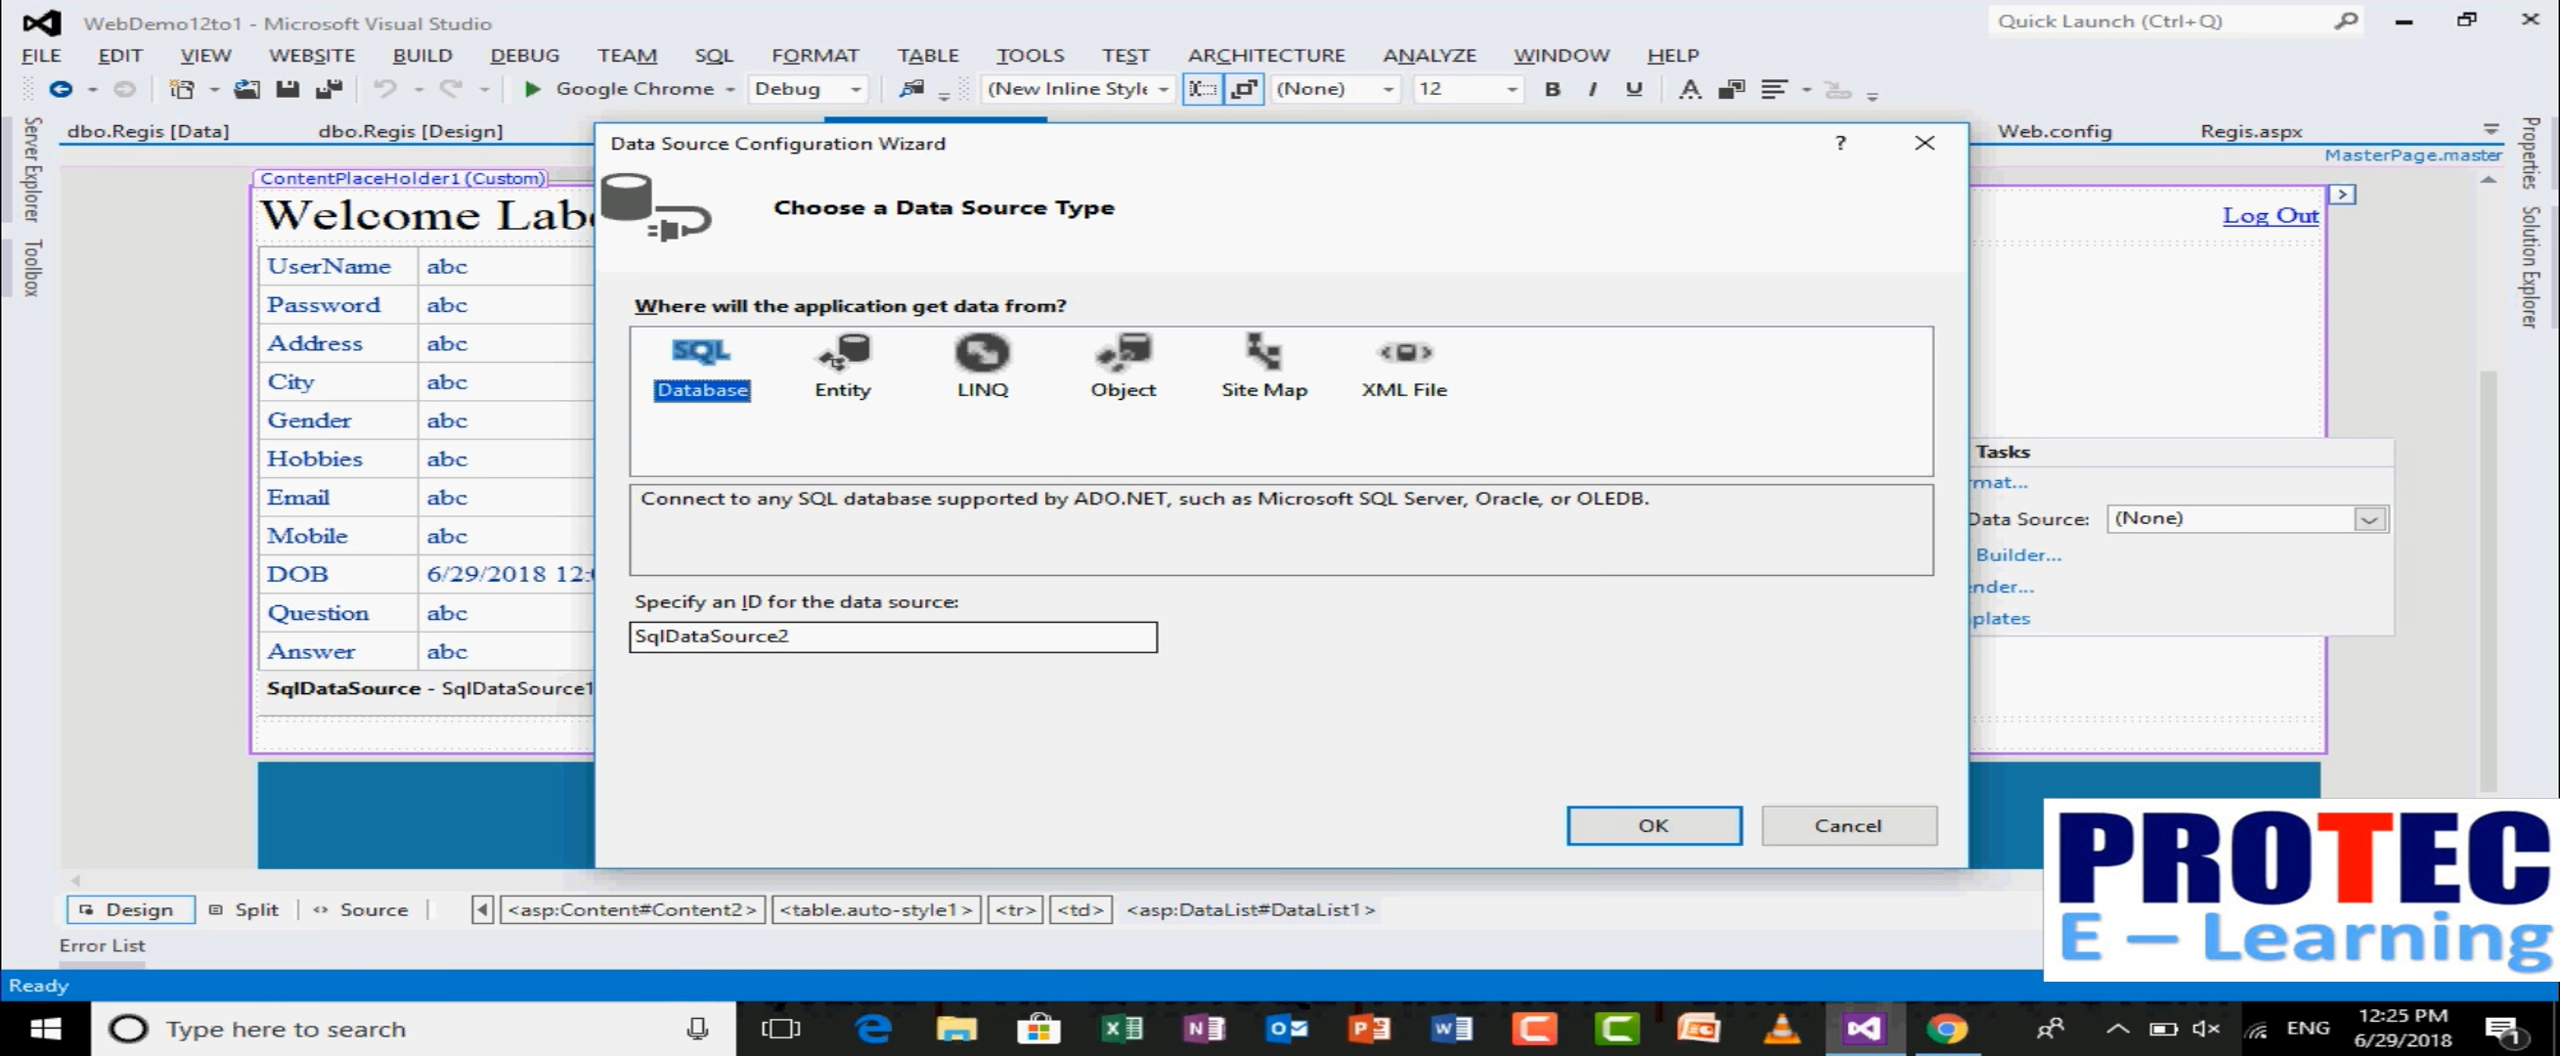 WebDemo12to1 - Microsoft Visual Studio
Quick Launch (Ctrl+Q)
FILE EDIT VIEW WEBSITE BUILD DEBUG TEAM SQL FORMAT TABLE TOOLS TEST ARCHITECTURE ANALYZE WINDOW HELP
Google Chrome Debug (New Inline Style (None) 12 B I U A
dbo.Regis [Data] dbo.Regis [Design] Web.config Regis.aspx
MasterPage.master
Server Explorer
Toolbox
Properties
Solution Explorer
ContentPlaceHolder1 (Custom)
Welcome Lab
Log Out
UserName abc
Password abc
Address abc
City abc
Gender abc
Hobbies abc
Email abc
Mobile abc
DOB 6/29/2018 12:
Question abc
Answer abc
SqlDataSource - SqlDataSource1
Data Source Configuration Wizard
?
Choose a Data Source Type
Where will the application get data from?
SQL
Database Entity LINQ Object Site Map XML File
Connect to any SQL database supported by ADO.NET, such as Microsoft SQL Server, Oracle, or OLEDB.
Specify an ID for the data source:
SqlDataSource2
OK Cancel
Tasks
rmat...
Data Source: (None)
Builder...
ender...
plates
Design Split Source <asp:Content#Content2> <table.auto-style1> <tr> <td> <asp:DataList#DataList1>
Error List
Ready
PROTEC
E – Learning
Type here to search
ENG
12:25 PM
6/29/2018
1